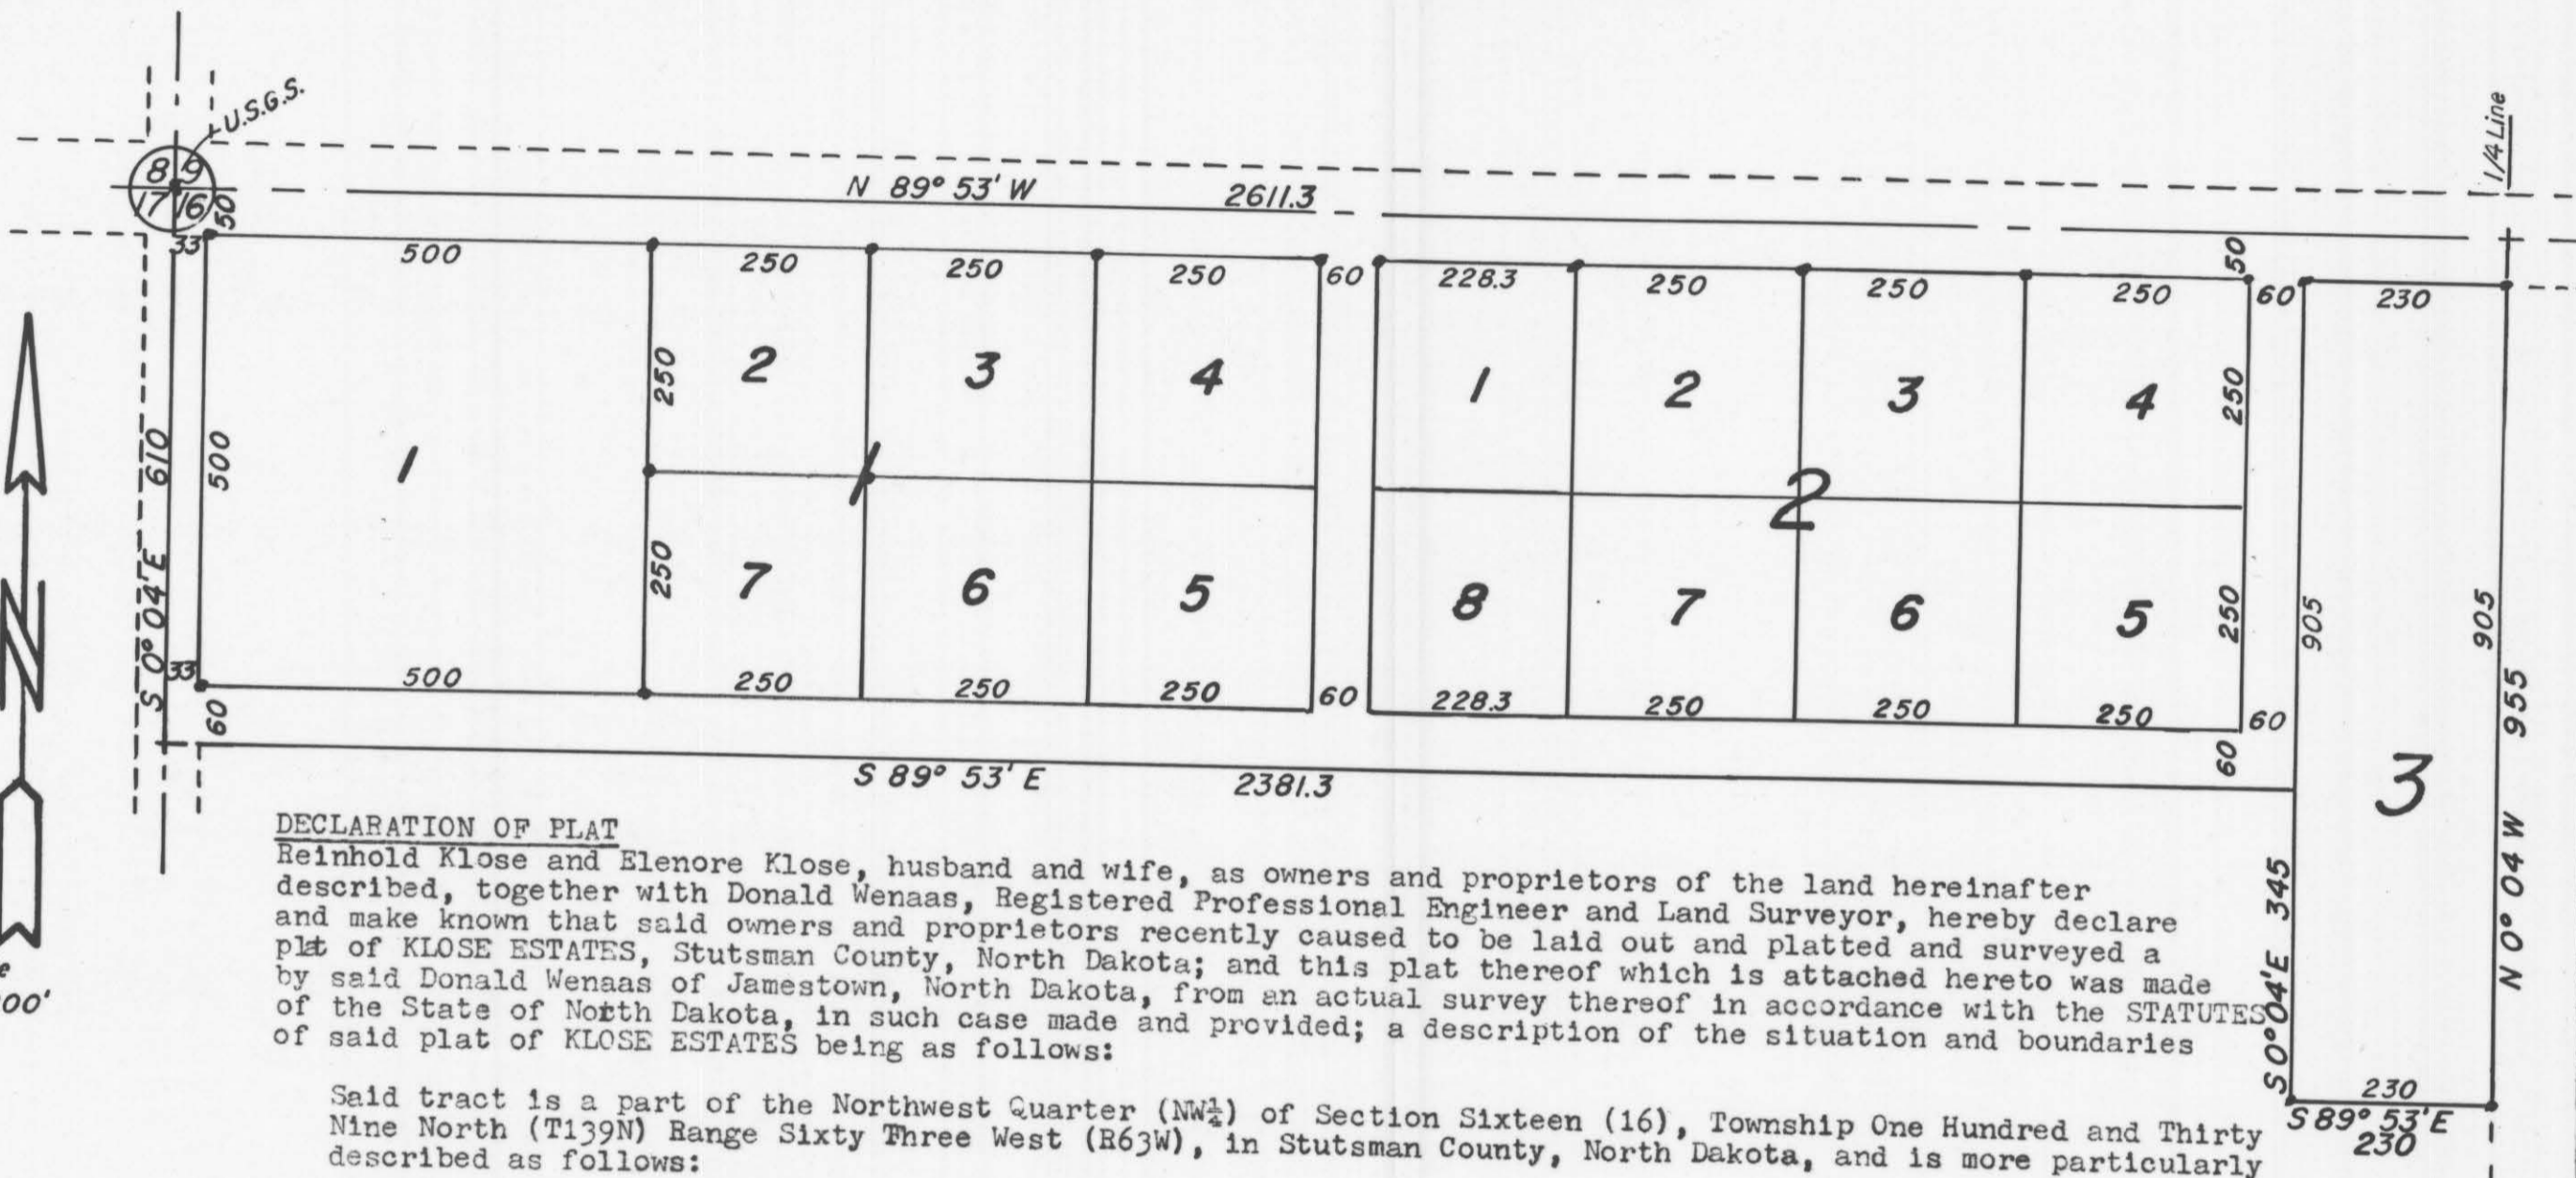 U.S.G.S.
1/4 Line
8 9
17 16
N 89° 53' W 2611.3
50
50
33
500
250
250
250
60
228.3
250
250
250
60
230
2
3
4
1
2
3
4
250
250
1
1
2
500
S 0° 04' E 610
7
6
5
8
7
6
5
250
250
905
905
33
500
250
250
250
60
228.3
250
250
250
60
60
60
3
N 0° 04 W 955
S 89° 53' E 2381.3
S 0° 04' E 345
230
S 89° 53' E
230
N
00'
DECLARATION OF PLAT
Reinhold Klose and Elenore Klose, husband and wife, as owners and proprietors of the land hereinafter
described, together with Donald Wenaas, Registered Professional Engineer and Land Surveyor, hereby declare
and make known that said owners and proprietors recently caused to be laid out and platted and surveyed a
plat of KLOSE ESTATES, Stutsman County, North Dakota; and this plat thereof which is attached hereto was made
by said Donald Wenaas of Jamestown, North Dakota, from an actual survey thereof in accordance with the STATUTES
of the State of North Dakota, in such case made and provided; a description of the situation and boundaries
of said plat of KLOSE ESTATES being as follows:
Said tract is a part of the Northwest Quarter (NW¼) of Section Sixteen (16), Township One Hundred and Thirty
Nine North (T139N) Range Sixty Three West (R63W), in Stutsman County, North Dakota, and is more particularly
described as follows: